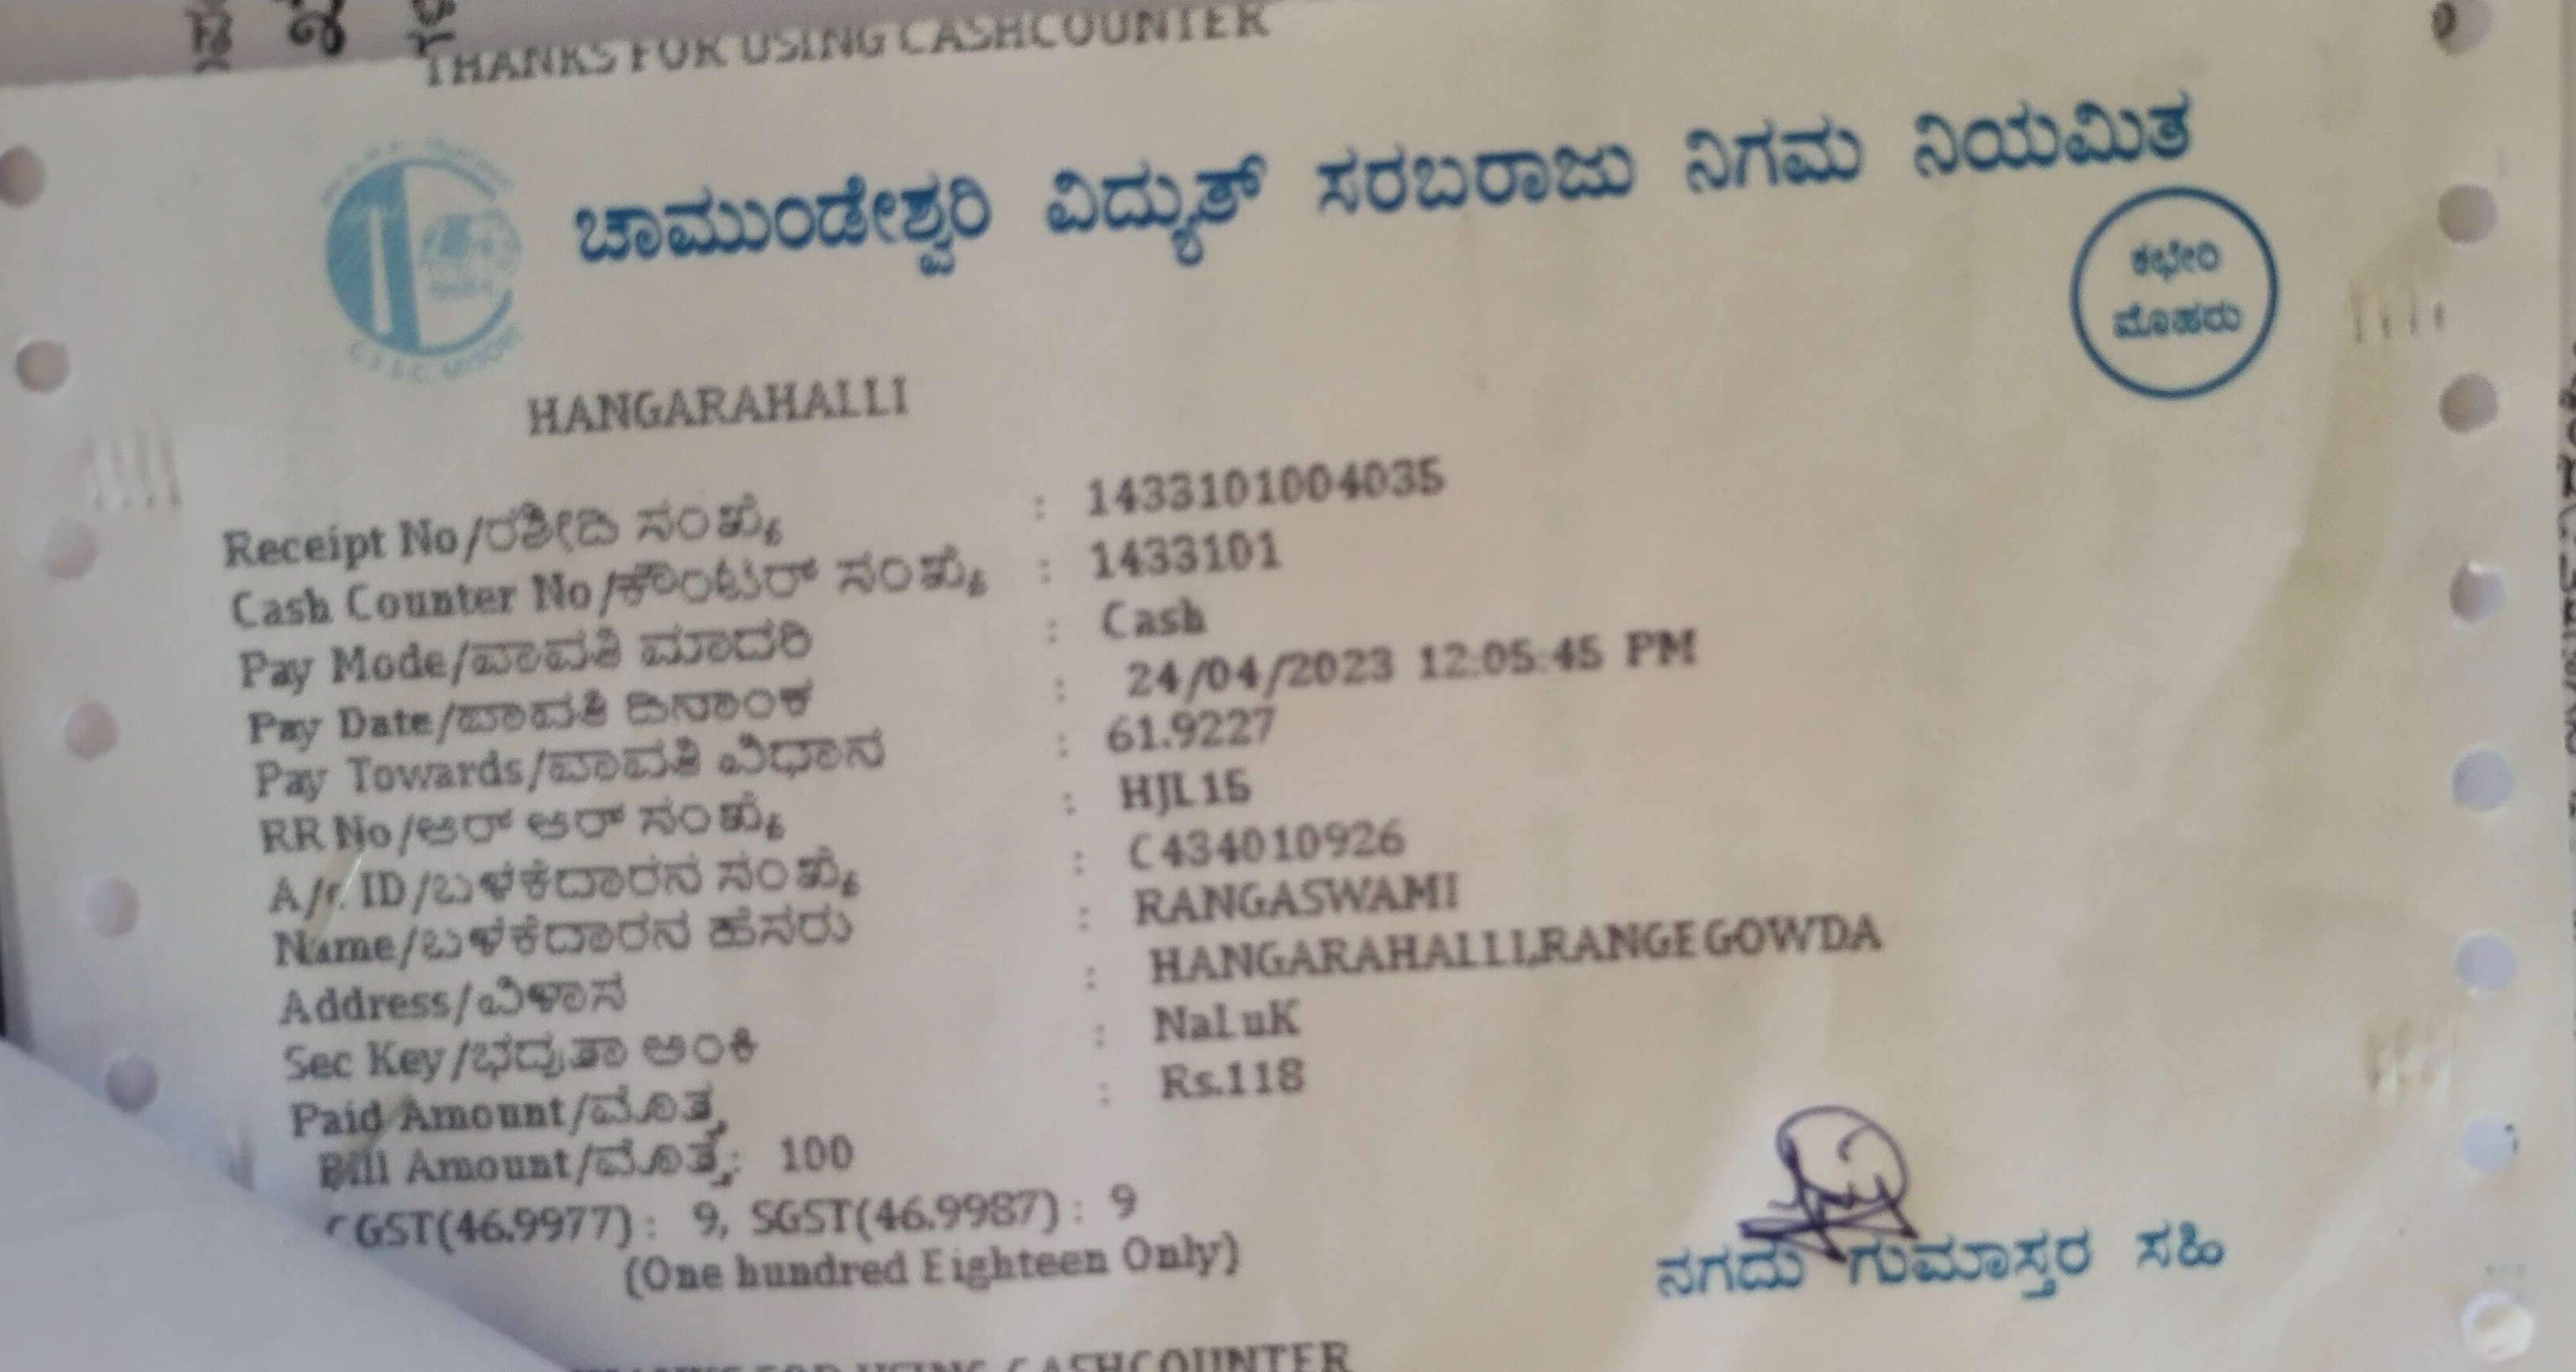 THANKS FOR USING CASHCOUNTER
ಚಾಮುಂಡೇಶ್ವರಿ ವಿದ್ಯುತ್ ಸರಬರಾಜು ನಿಗಮ ನಿಯಮಿತ
ಕಛೇರಿ
ಮೊಹರು
HANGARAHALLI
Receipt No/ರಶೀದಿ ಸಂಖ್ಯೆ : 1433101004035
Cash Counter No/ಕೌಂಟರ್ ಸಂಖ್ಯೆ : 1433101
Pay Mode/ಪಾವತಿ ಮಾದರಿ : Cash
Pay Date/ಪಾವತಿ ದಿನಾಂಕ : 24/04/2023 12:05:45 PM
Pay Towards/ಪಾವತಿ ವಿಧಾನ : 61.9227
RR No/ಆರ್ ಆರ್ ಸಂಖ್ಯೆ : HJL15
A/c ID/ಬಳಕೆದಾರನ ಸಂಖ್ಯೆ : C434010926
Name/ಬಳಕೆದಾರನ ಹೆಸರು : RANGASWAMI
Address/ವಿಳಾಸ : HANGARAHALLI,RANGEGOWDA
Sec Key/ಭದ್ರತಾ ಅಂಕಿ : NaLuK
Paid Amount/ಮೊತ್ತ : Rs.118
Bill Amount/ಮೊತ್ತ: 100
CGST(46.9977): 9, SGST(46.9987): 9
(One hundred Eighteen Only)
ನಗದು ಗುಮಾಸ್ತರ ಸಹಿ
THANKS FOR USING CASHCOUNTER